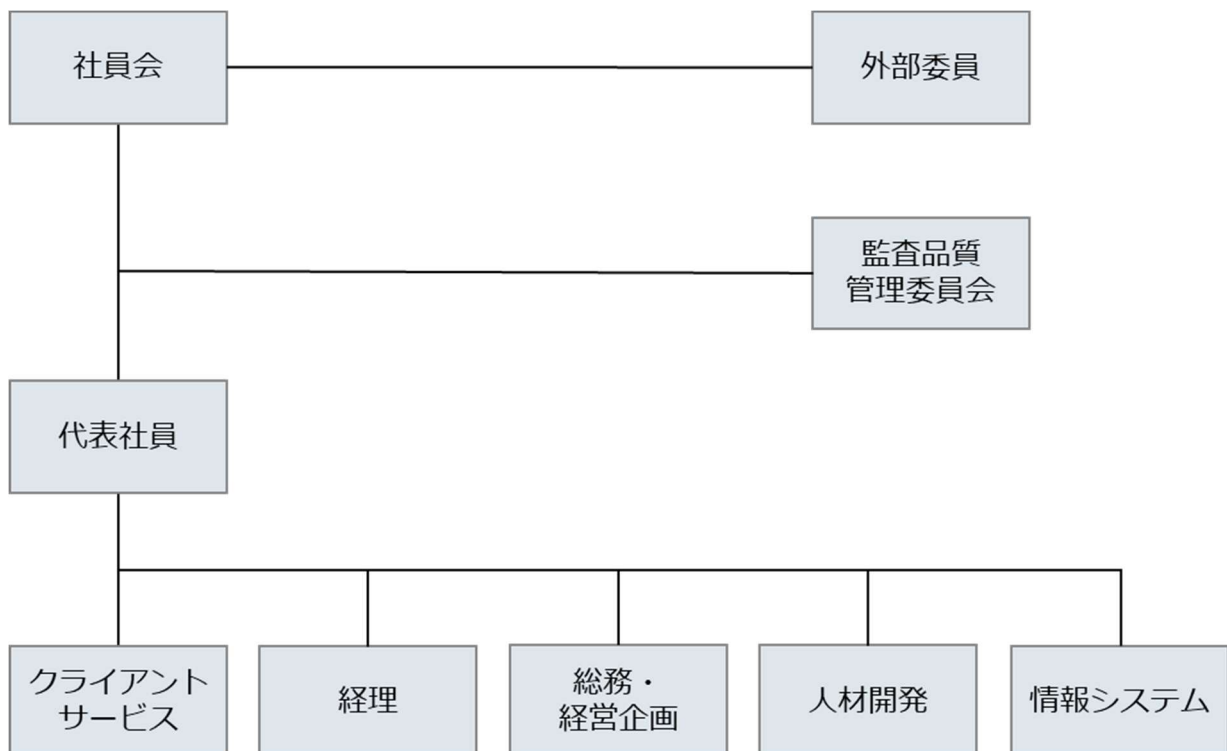 社員会
外部委員
監査品質
管理委員会
代表社員
クライアント
サービス
経理
総務・
経営企画
人材開発
情報システム